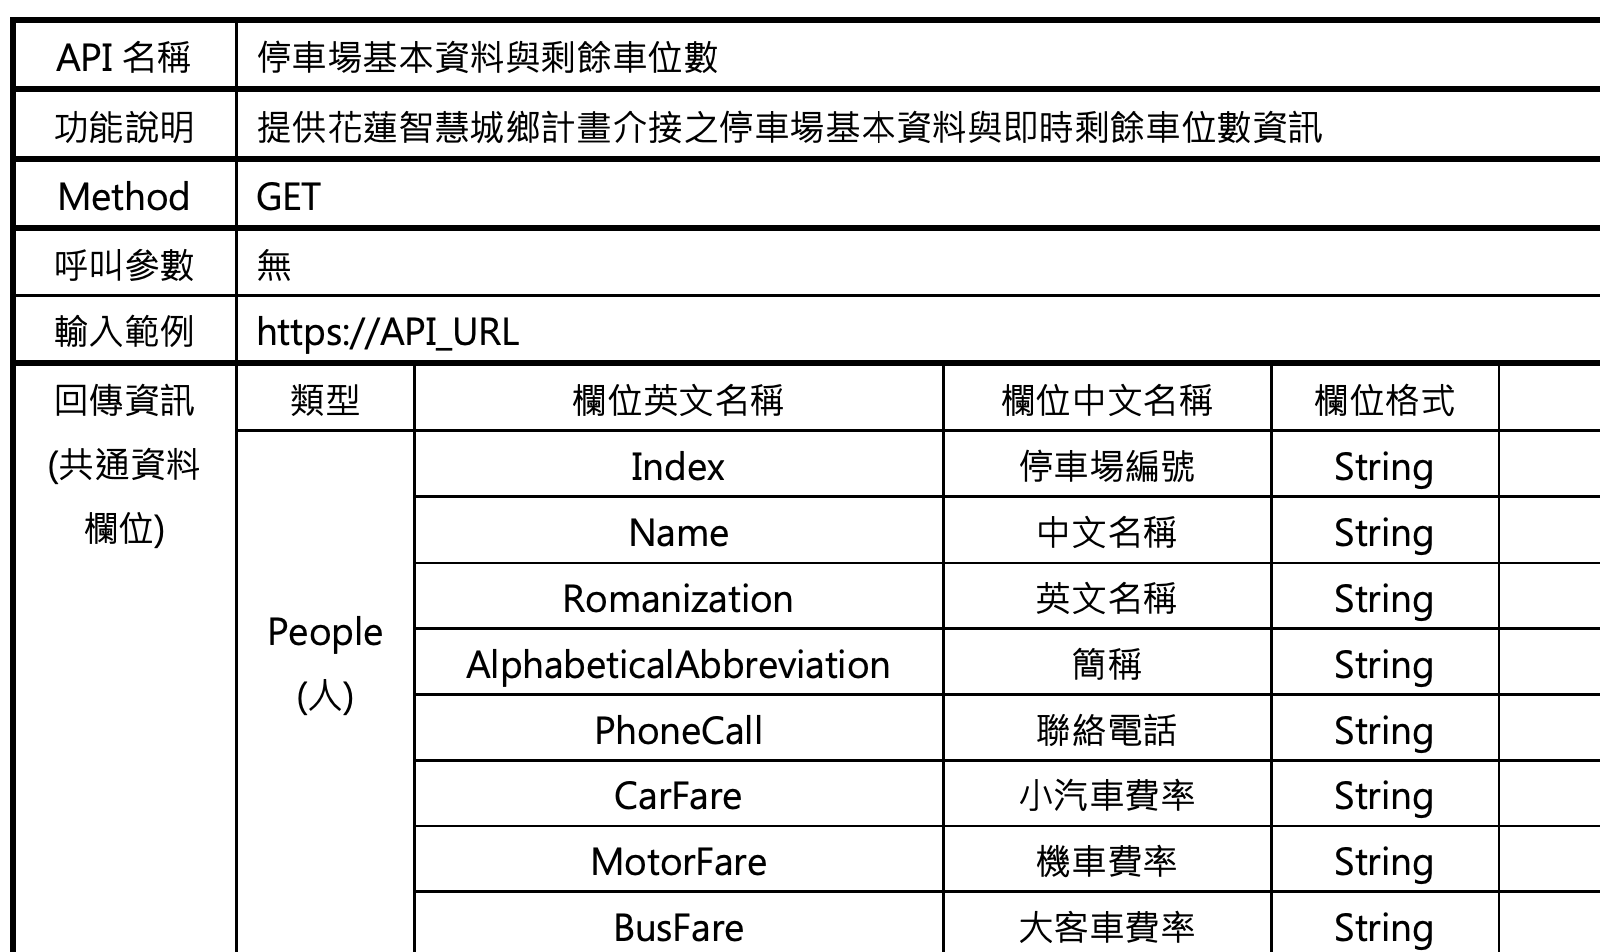 API 名稱 停車場基本資料與剩餘車位數
功能說明 提供花蓮智慧城鄉計畫介接之停車場基本資料與即時剩餘車位數資訊
Method GET
呼叫參數 無
輸入範例 https://API_URL
回傳資訊
(共通資料
欄位)
類型 欄位英文名稱 欄位中文名稱 欄位格式
People
(人)
Index 停車場編號 String
Name 中文名稱 String
Romanization 英文名稱 String
AlphabeticalAbbreviation 簡稱 String
PhoneCall 聯絡電話 String
CarFare 小汽車費率 String
MotorFare 機車費率 String
BusFare 大客車費率 String